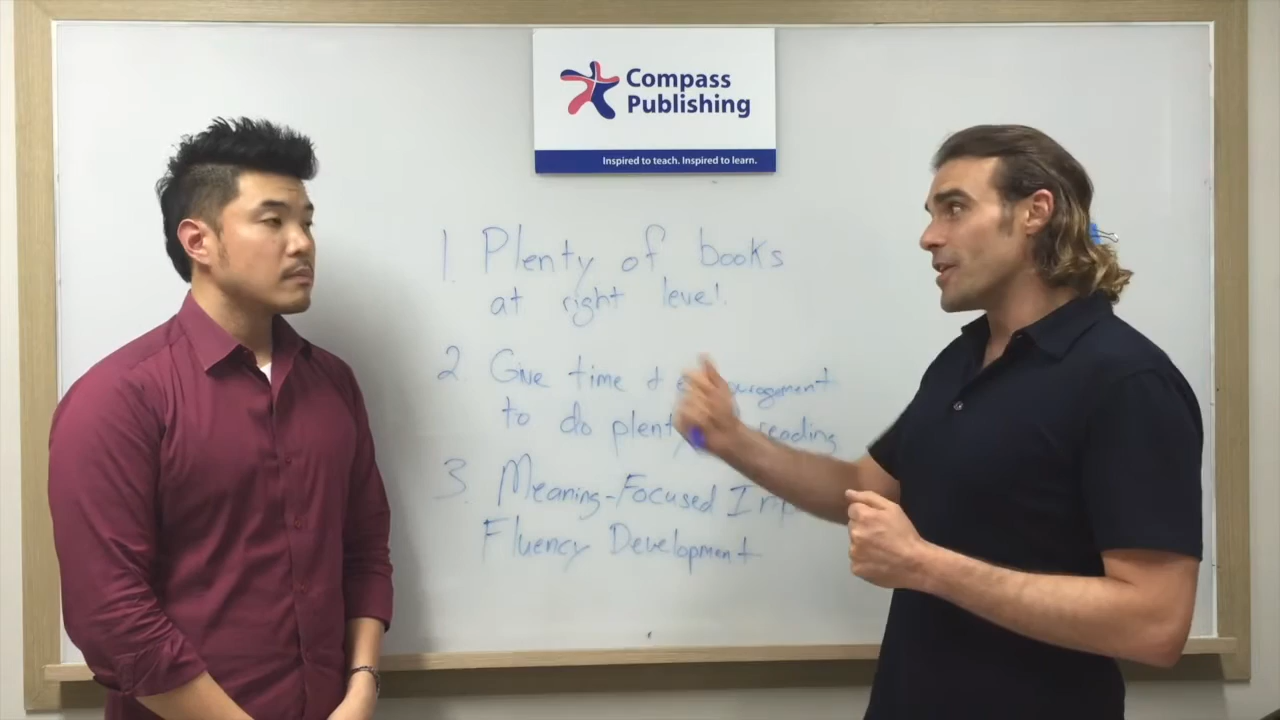 Compass
Publishing
Inspired to teach. Inspired to learn.
1. Plenty of books
at right level.
2. Give time +
to do reading
3. Meaning-Focused
Fluency Development